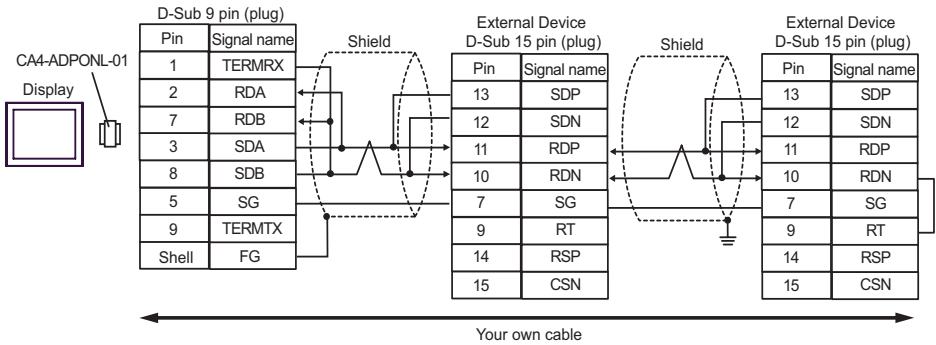 D-Sub 9 pin (plug)
Pin Signal name
1 TERMRX
2 RDA
7 RDB
3 SDA
8 SDB
5 SG
9 TERMTX
Shell FG
CA4-ADPONL-01
Display
Shield
External Device
D-Sub 15 pin (plug)
Pin Signal name
13 SDP
12 SDN
11 RDP
10 RDN
7 SG
9 RT
14 RSP
15 CSN
Shield
External Device
D-Sub 15 pin (plug)
Pin Signal name
13 SDP
12 SDN
11 RDP
10 RDN
7 SG
9 RT
14 RSP
15 CSN
Your own cable